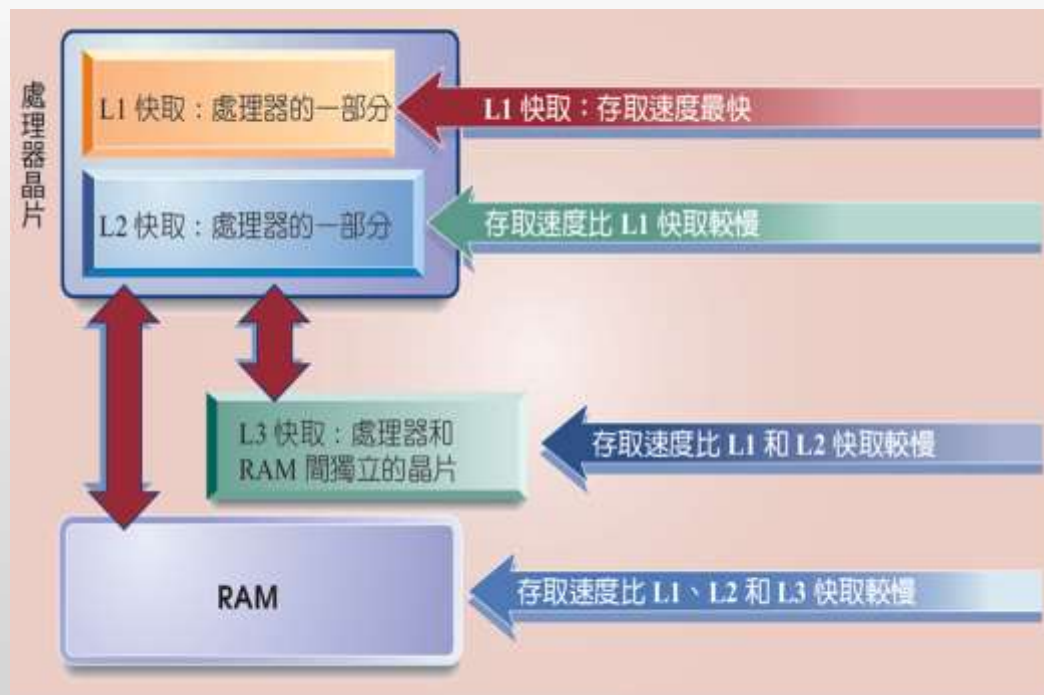 處理器晶片
L1 快取：處理器的一部分
L1 快取：存取速度最快
L2 快取：處理器的一部分
存取速度比 L1 快取較慢
L3 快取：處理器和
RAM 間獨立的晶片
存取速度比 L1 和 L2 快取較慢
RAM
存取速度比 L1、L2 和 L3 快取較慢